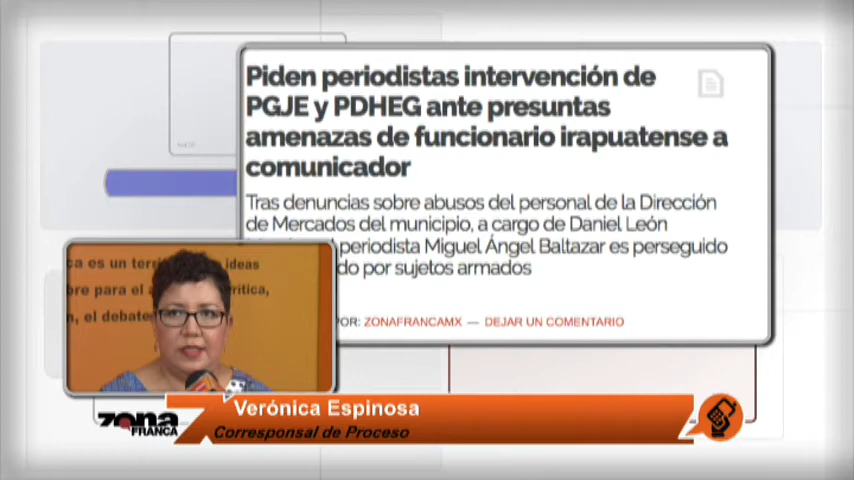 Piden periodistas intervención de
PGJE y PDHEG ante presuntas
amenazas de funcionario irapuatense a
comunicador
Tras denuncias sobre abusos del personal de la Dirección
de Mercados del municipio, a cargo de Daniel León
periodista Miguel Ángel Baltazar es perseguido
do por sujetos armados
POR: ZONAFRANCAMX — DEJAR UN COMENTARIO
ca es un ideas
bre para el
n, el debate
Verónica Espinosa
Corresponsal de Proceso
ZONA
FRANCA